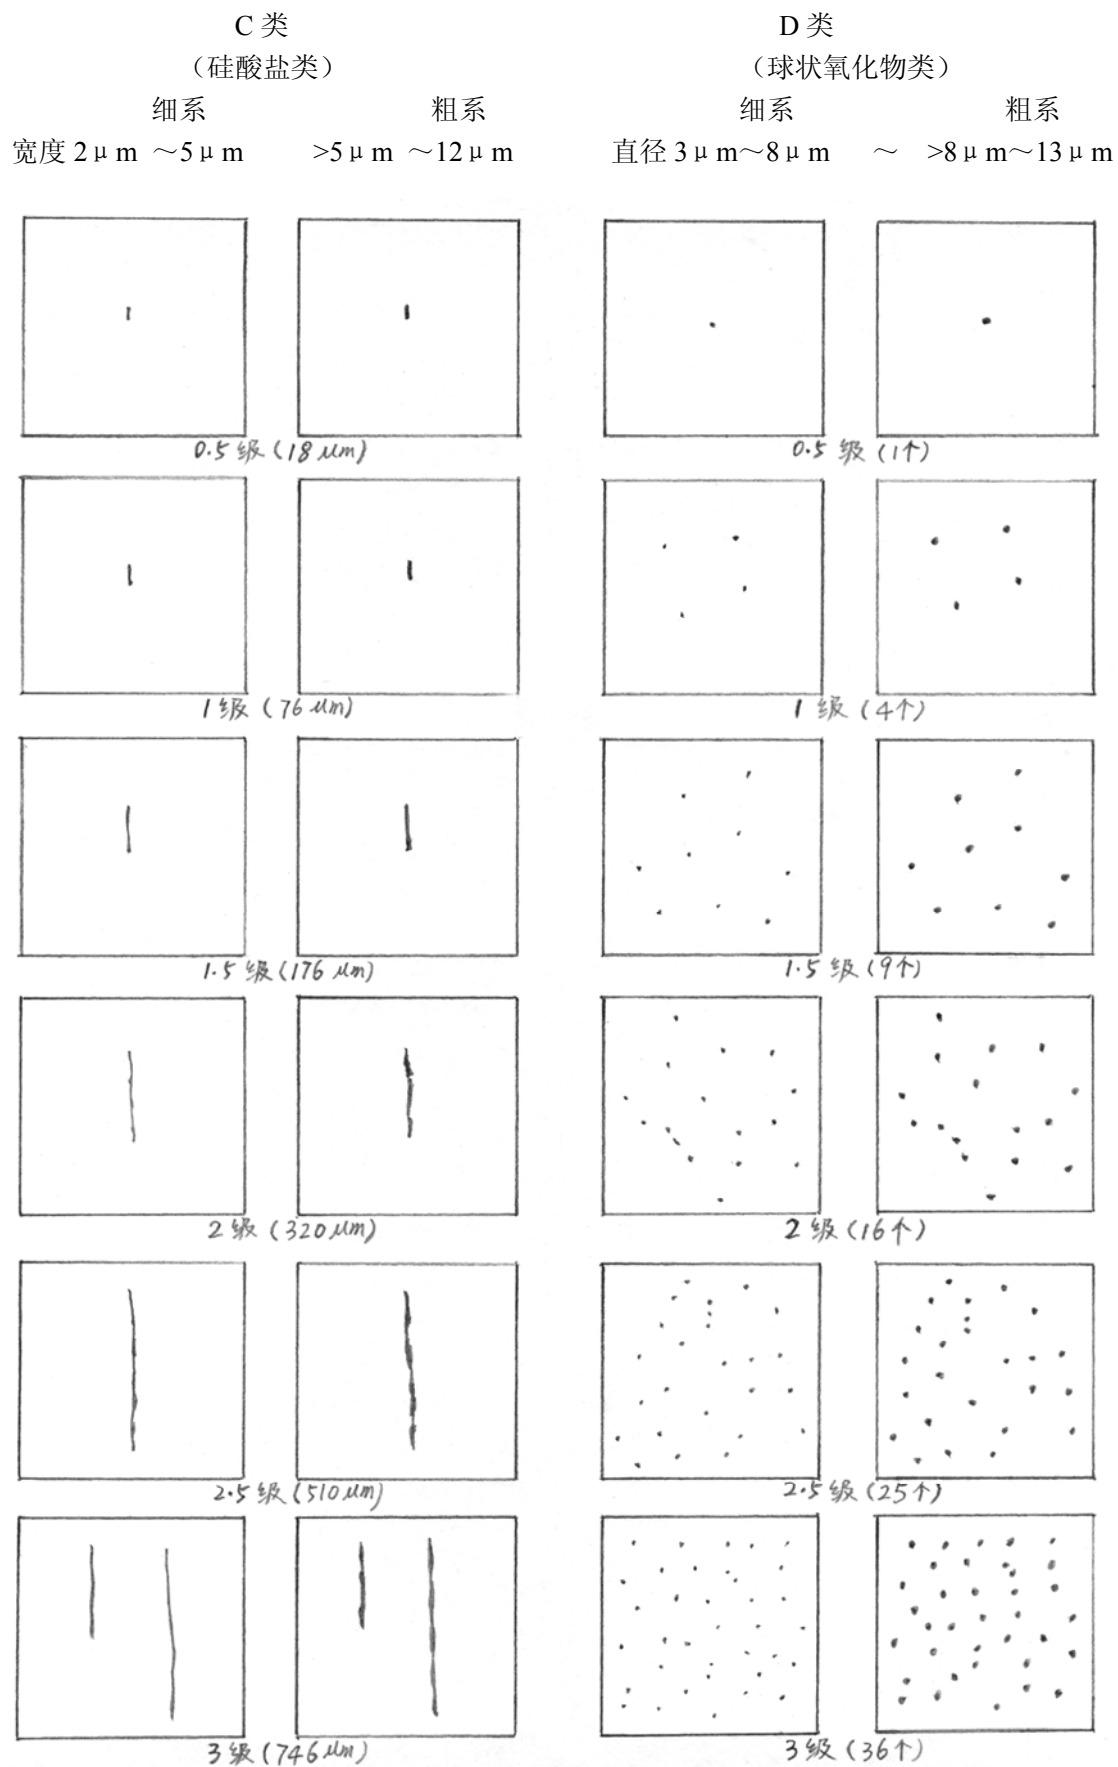 C 类 D 类
（硅酸盐类） （球状氧化物类）
细系 粗系 细系 粗系
宽度 2μm ～5μm >5μm ～12μm 直径 3μm～8μm ～ >8μm～13μm
0.5 级 (18 μm) 0.5 级 (1个)
1 级 (76 μm) 1 级 (4个)
1.5 级 (176 μm) 1.5 级 (9个)
2 级 (320 μm) 2 级 (16个)
2.5 级 (510 μm) 2.5 级 (25个)
3 级 (746 μm) 3 级 (36个)